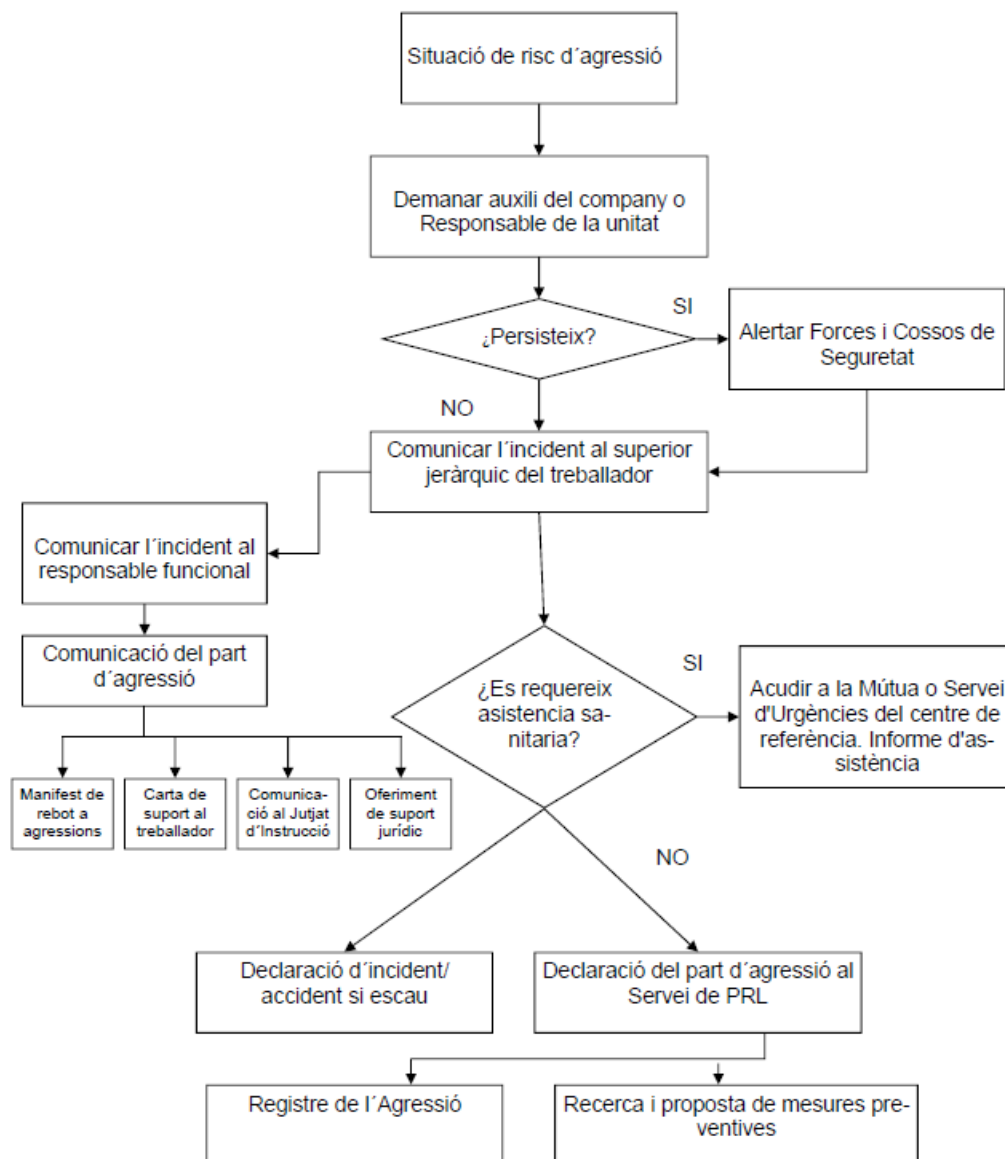 Situació de risc d´agressió
Demanar auxili del company o
Responsable de la unitat
¿Persisteix?
SI
Alertar Forces i Cossos de
Seguretat
NO
Comunicar l´incident al superior
jeràrquic del treballador
Comunicar l´incident al
responsable funcional
Comunicació del part
d´agressió
Manifest de
rebot a
agressions
Carta de
suport al
treballador
Comunica-
ció al Jutjat
d´Instrucció
Oferiment
de suport
jurídic
¿Es requereix
asistencia sa-
nitaria?
SI
Acudir a la Mútua o Servei
d'Urgències del centre de
referència. Informe d'as-
sistència
NO
Declaració d´incident/
accident si escau
Declaració del part d´agressió al
Servei de PRL
Registre de l´Agressió
Recerca i proposta de mesures pre-
ventives